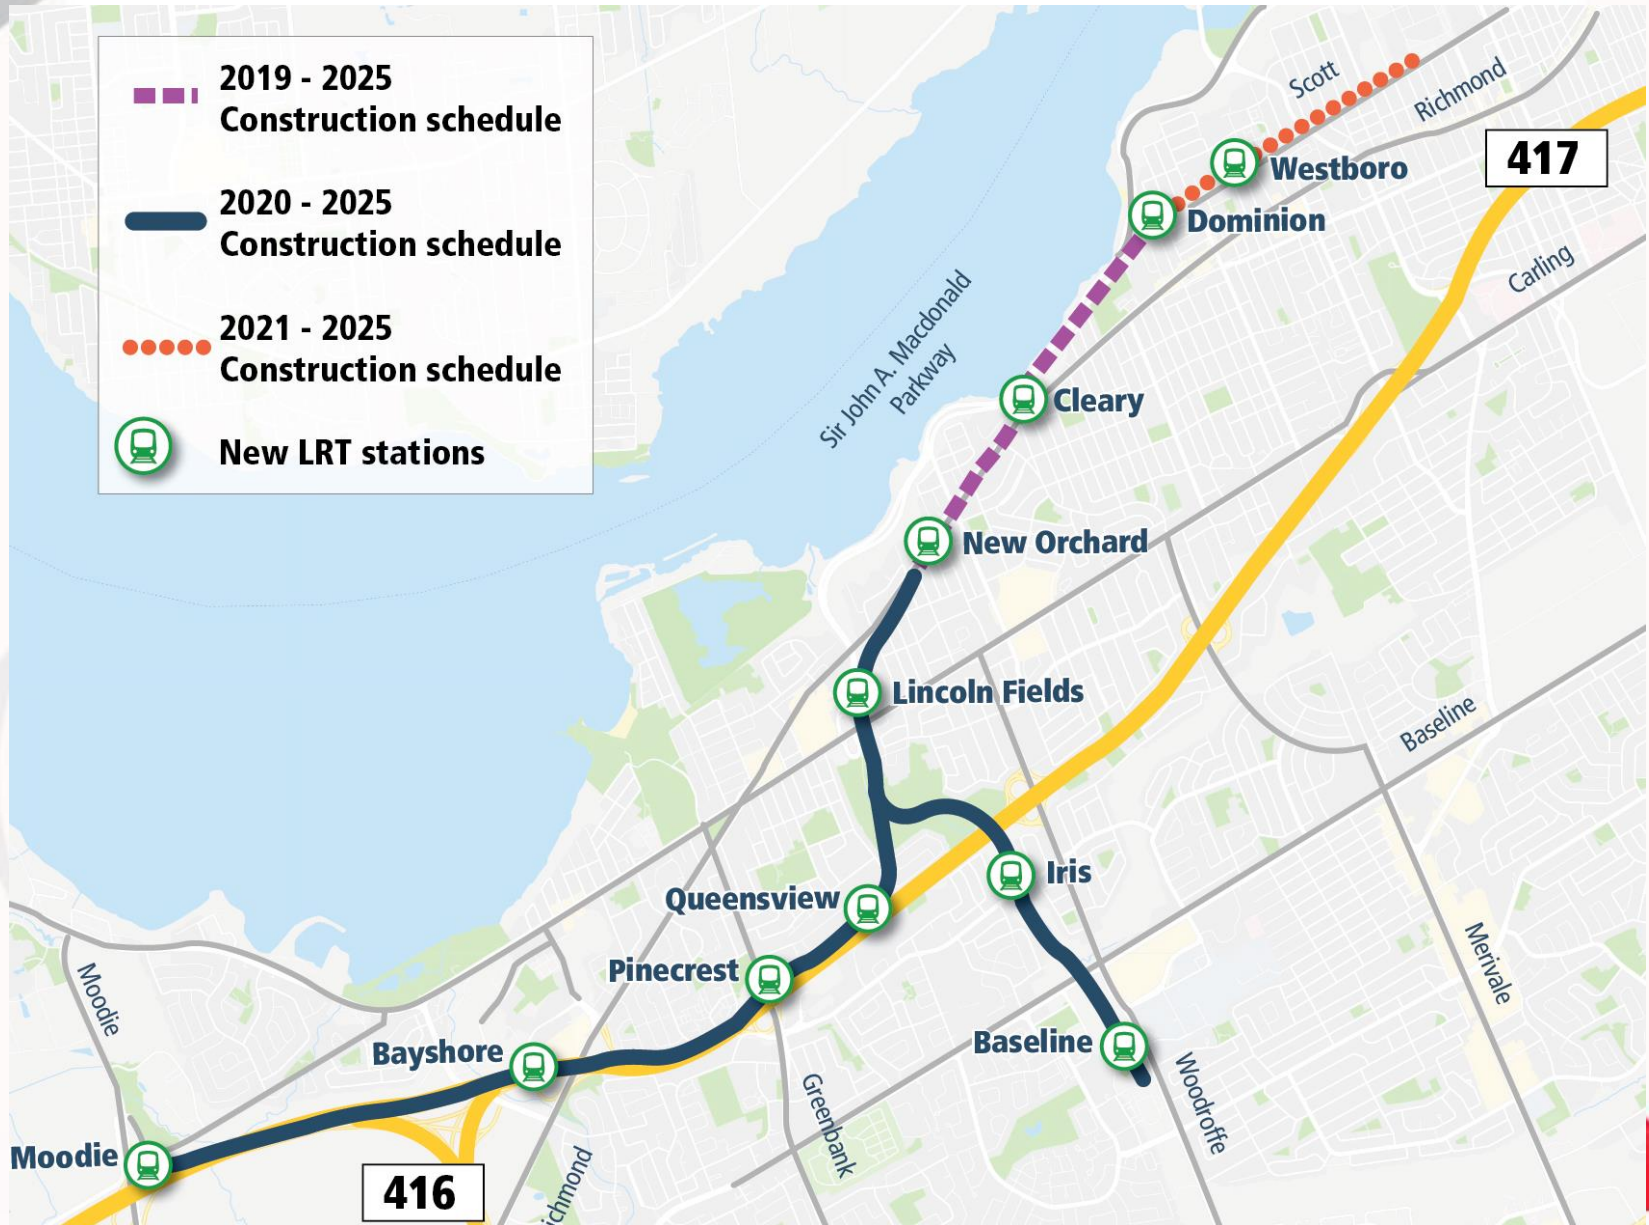 2019 - 2025
Construction schedule
2020 - 2025
Construction schedule
2021 - 2025
Construction schedule
New LRT stations
Scott
Richmond
417
Westboro
Dominion
Carling
Sir John A. Macdonald
Parkway
Cleary
New Orchard
Lincoln Fields
Baseline
Iris
Queensview
Pinecrest
Moodie
Merivale
Bayshore
Baseline
Woodroffe
Greenbank
Moodie
416
ichmond